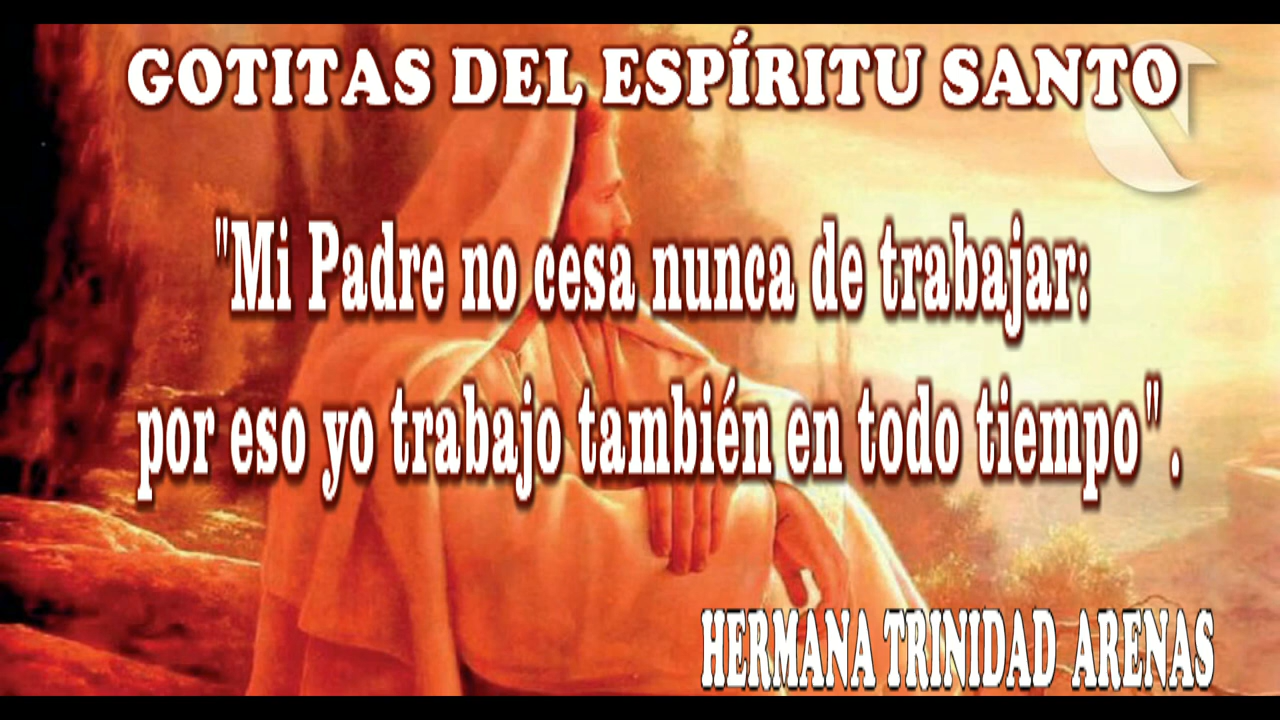 GOTITAS DEL ESPÍRITU SANTO
"Mi Padre no cesa nunca de trabajar:
por eso yo trabajo también en todo tiempo".
HERMANA TRINIDAD ARENAS